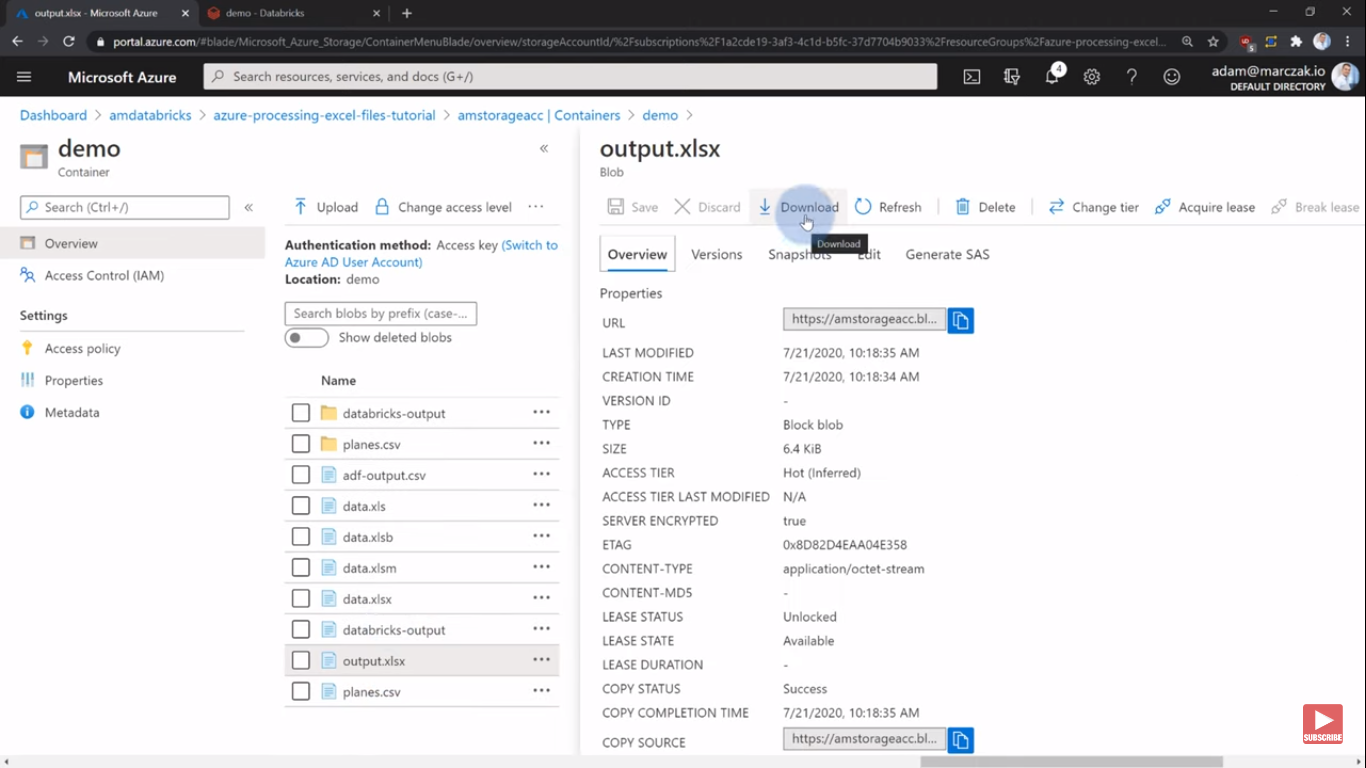 output.xlsx - Microsoft Azure
demo - Databricks
portal.azure.com/#blade/Microsoft_Azure_Storage/ContainerMenuBlade/overview/storageAccountId/%2Fsubscriptions%2F1a2cde19-3af3-4c1d-b5fc-37d7704b9033%2FresourceGroups%2Fazure-processing-excel...
Microsoft Azure
Search resources, services, and docs (G+/)
4
adam@marczak.io
DEFAULT DIRECTORY
Dashboard > amdatabricks > azure-processing-excel-files-tutorial > amstorageacc | Containers > demo >
demo
Container
Search (Ctrl+/)
Overview
Access Control (IAM)
Settings
Access policy
Properties
Metadata
Upload
Change access level
Authentication method: Access key (Switch to
Azure AD User Account)
Location: demo
Search blobs by prefix (case-...
Show deleted blobs
Name
databricks-output
planes.csv
adf-output.csv
data.xls
data.xlsb
data.xlsm
data.xlsx
databricks-output
output.xlsx
planes.csv
output.xlsx
Blob
Save
Discard
Download
Refresh
Delete
Change tier
Acquire lease
Break lease
Download
Overview
Versions
Snapshots
Edit
Generate SAS
Properties
URL https://amstorageacc.bl...
LAST MODIFIED 7/21/2020, 10:18:35 AM
CREATION TIME 7/21/2020, 10:18:34 AM
VERSION ID -
TYPE Block blob
SIZE 6.4 KiB
ACCESS TIER Hot (Inferred)
ACCESS TIER LAST MODIFIED N/A
SERVER ENCRYPTED true
ETAG 0x8D82D4EAA04E358
CONTENT-TYPE application/octet-stream
CONTENT-MD5 -
LEASE STATUS Unlocked
LEASE STATE Available
LEASE DURATION -
COPY STATUS Success
COPY COMPLETION TIME 7/21/2020, 10:18:35 AM
COPY SOURCE https://amstorageacc.bl...
SUBSCRIBE